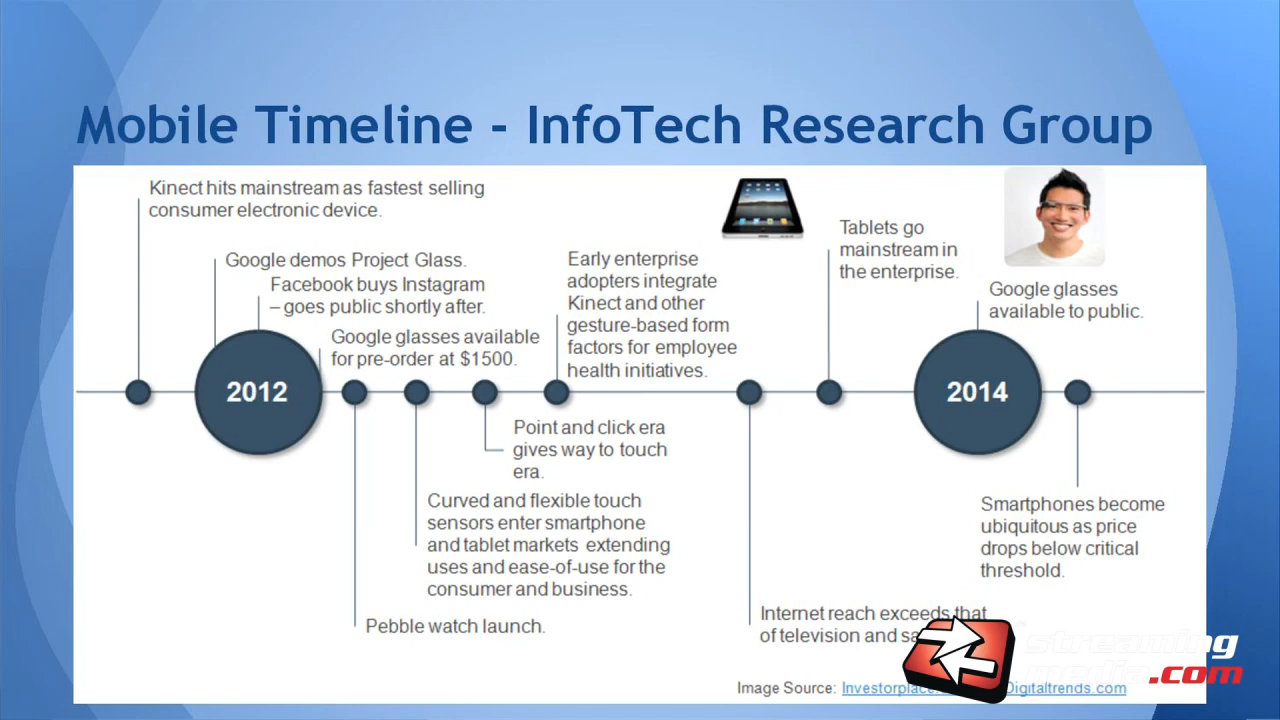 Mobile Timeline - InfoTech Research Group
Kinect hits mainstream as fastest selling
consumer electronic device.
Google demos Project Glass.
Facebook buys Instagram
– goes public shortly after.
Google glasses available
for pre-order at $1500.
Early enterprise
adopters integrate
Kinect and other
gesture-based form
factors for employee
health initiatives.
Tablets go
mainstream in
the enterprise.
Google glasses
available to public.
2012
2014
Point and click era
gives way to touch
era.
Curved and flexible touch
sensors enter smartphone
and tablet markets extending
uses and ease-of-use for the
consumer and business.
Pebble watch launch.
Smartphones become
ubiquitous as price
drops below critical
threshold.
Internet reach exceeds that
of television and
streaming
media.com
Image Source: Digitaltrends.com